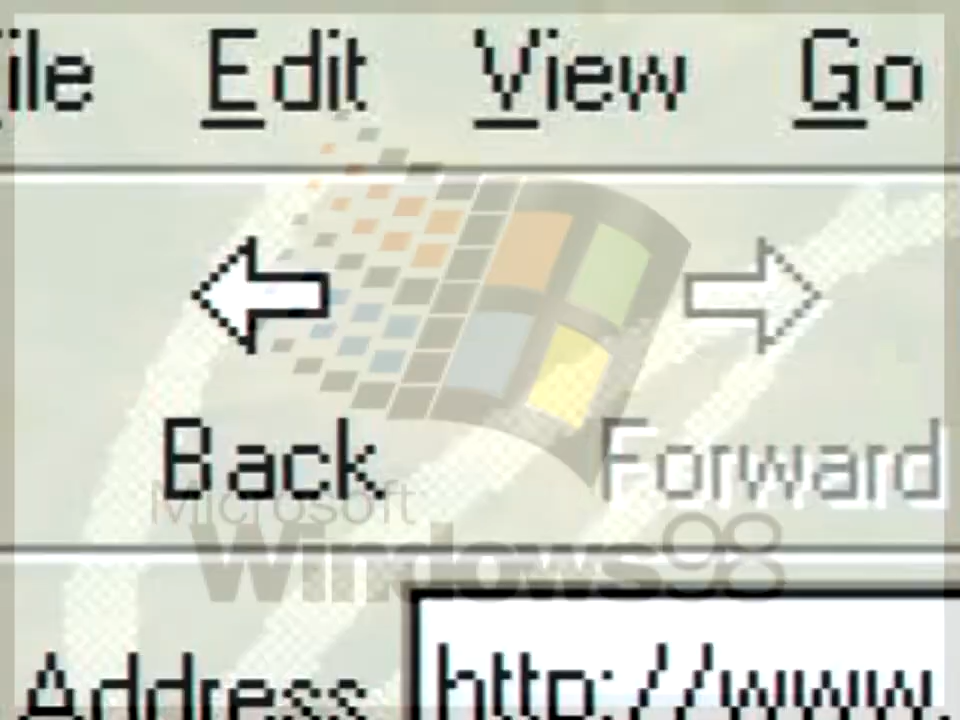 ile Edit View Go
Back Forward
Microsoft
Windows98
Address http://www.